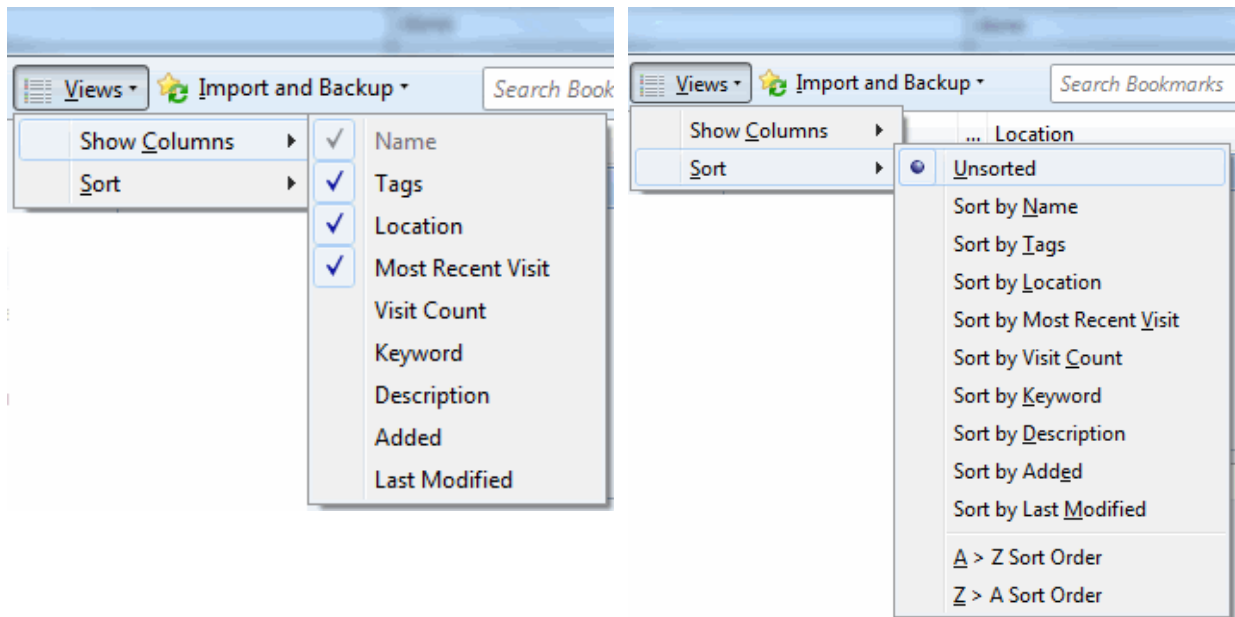 Views Import and Backup Search Book
Show Columns
Sort
Name
Tags
Location
Most Recent Visit
Visit Count
Keyword
Description
Added
Last Modified
Views Import and Backup Search Bookmarks
Show Columns
Sort
... Location
Unsorted
Sort by Name
Sort by Tags
Sort by Location
Sort by Most Recent Visit
Sort by Visit Count
Sort by Keyword
Sort by Description
Sort by Added
Sort by Last Modified
A > Z Sort Order
Z > A Sort Order